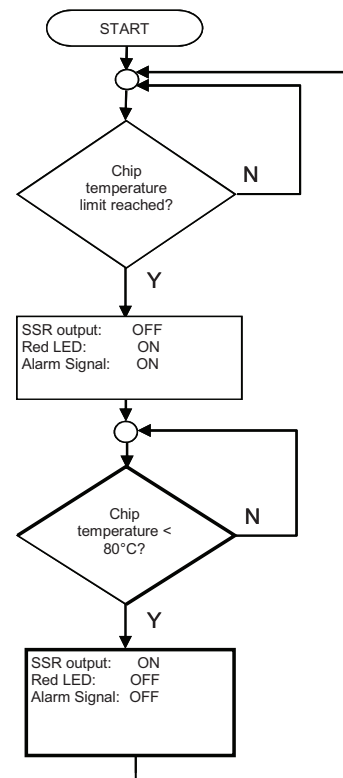 START
Chip
temperature
limit reached?
N
Y
SSR output: OFF
Red LED: ON
Alarm Signal: ON
Chip
temperature <
80°C?
N
Y
SSR output: ON
Red LED: OFF
Alarm Signal: OFF